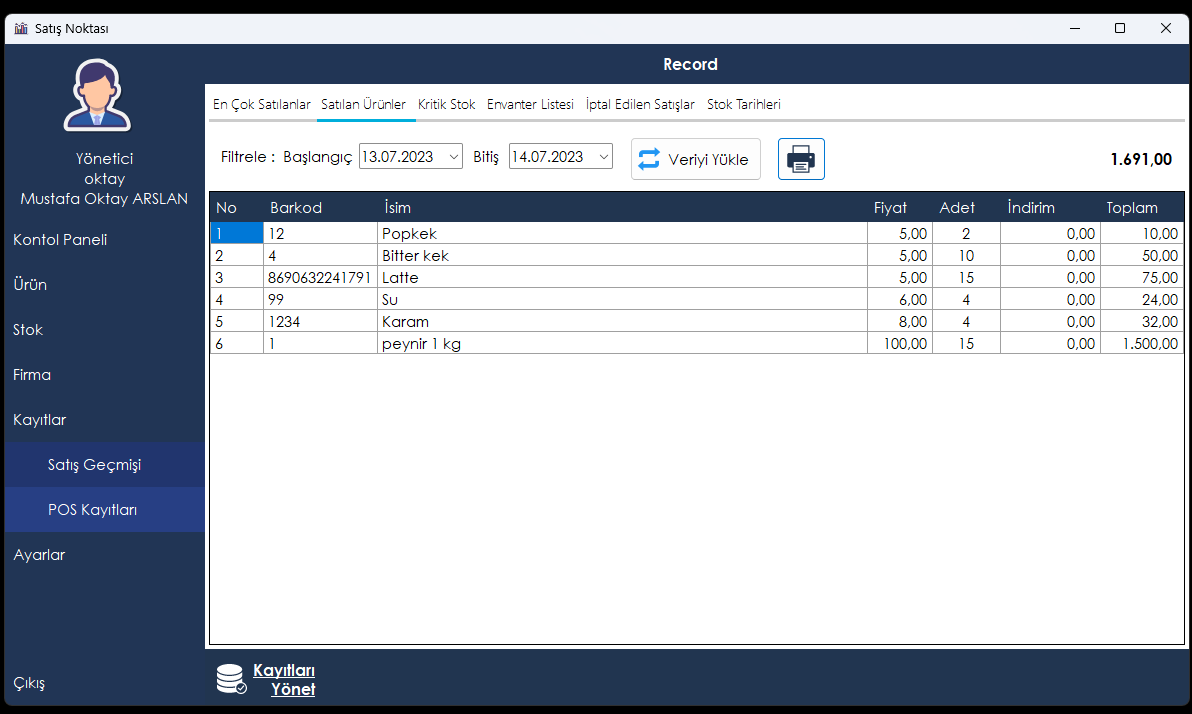 Satış Noktası
Record
Yönetici
oktay
Mustafa Oktay ARSLAN
Kontol Paneli
Ürün
Stok
Firma
Kayıtlar
Satış Geçmişi
POS Kayıtları
Ayarlar
Çıkış
En Çok Satılanlar Satılan Ürünler Kritik Stok Envanter Listesi İptal Edilen Satışlar Stok Tarihleri
Filtrele : Başlangıç 13.07.2023 Bitiş 14.07.2023 Veriyi Yükle 1.691,00
No Barkod İsim Fiyat Adet İndirim Toplam
1 12 Popkek 5,00 2 0,00 10,00
2 4 Bitter kek 5,00 10 0,00 50,00
3 8690632241791 Latte 5,00 15 0,00 75,00
4 99 Su 6,00 4 0,00 24,00
5 1234 Karam 8,00 4 0,00 32,00
6 1 peynir 1 kg 100,00 15 0,00 1.500,00
Kayıtları
Yönet